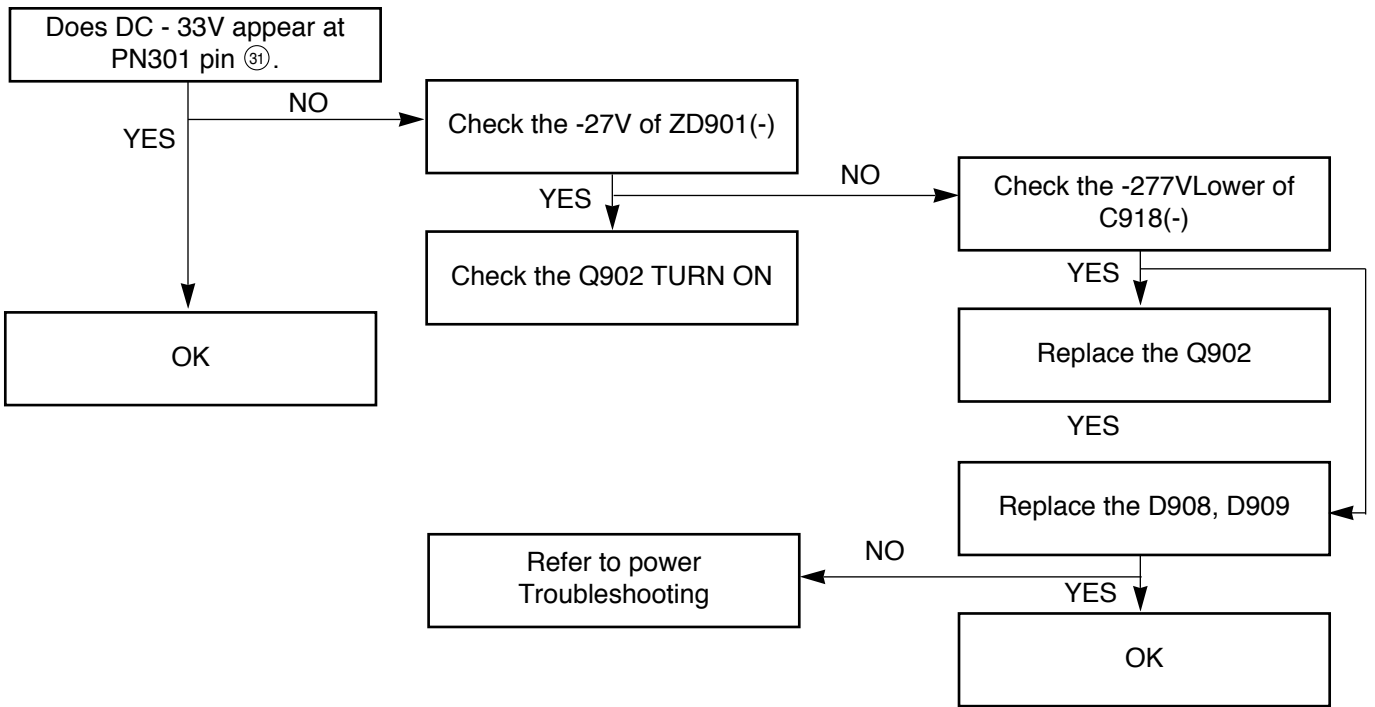 Does DC - 33V appear at
PN301 pin ㉛.
NO
YES
Check the -27V of ZD901(-)
NO
YES
Check the -277VLower of
C918(-)
Check the Q902 TURN ON
YES
OK
Replace the Q902
YES
Replace the D908, D909
NO
Refer to power
Troubleshooting
YES
OK